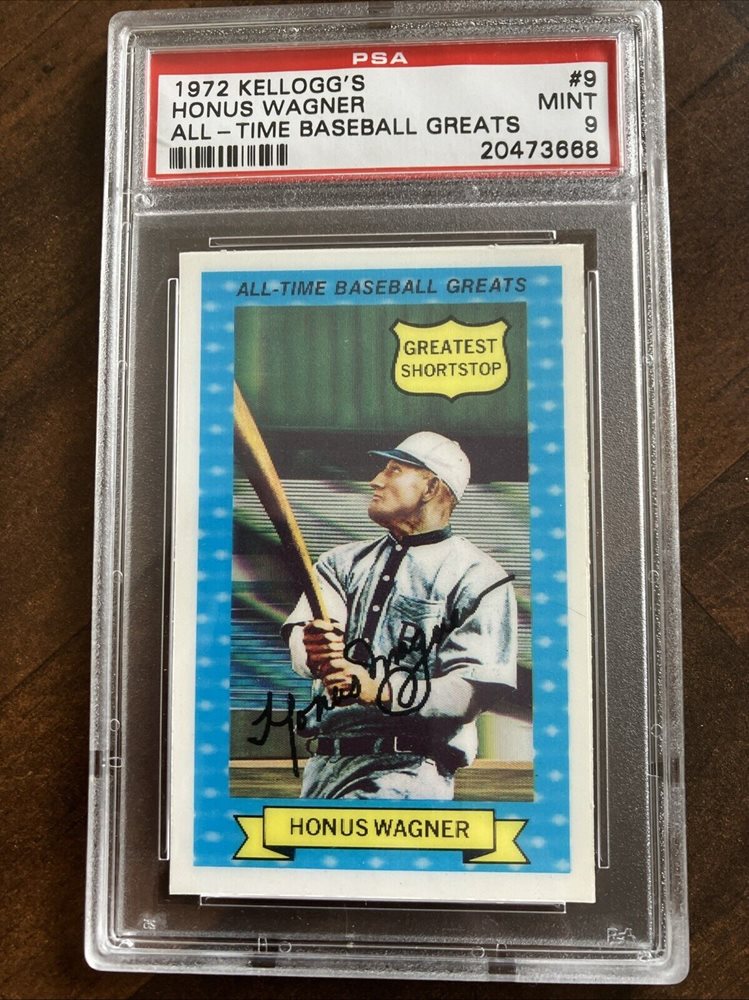 PSA
1972 KELLOGG'S #9
HONUS WAGNER MINT
ALL-TIME BASEBALL GREATS 9
20473668
ALL-TIME BASEBALL GREATS
GREATEST
SHORTSTOP
Honus Wagner
HONUS WAGNER